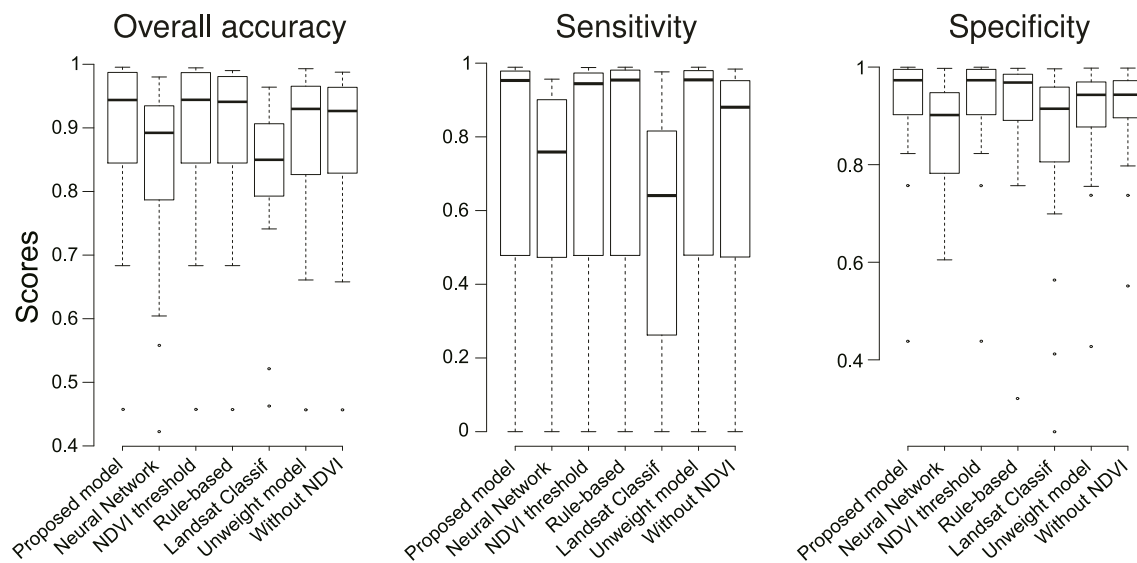 Overall accuracy
Sensitivity
Specificity
Scores
1
0.9
0.8
0.7
0.6
0.5
0.4
Proposed model
Neural Network
NDVI threshold
Rule-based
Landsat Classif
Unweight model
Without NDVI
1
0.8
0.6
0.4
0.2
0
Proposed model
Neural Network
NDVI threshold
Rule-based
Landsat Classif
Unweight model
Without NDVI
1
0.8
0.6
0.4
Proposed model
Neural Network
NDVI threshold
Rule-based
Landsat Classif
Unweight model
Without NDVI